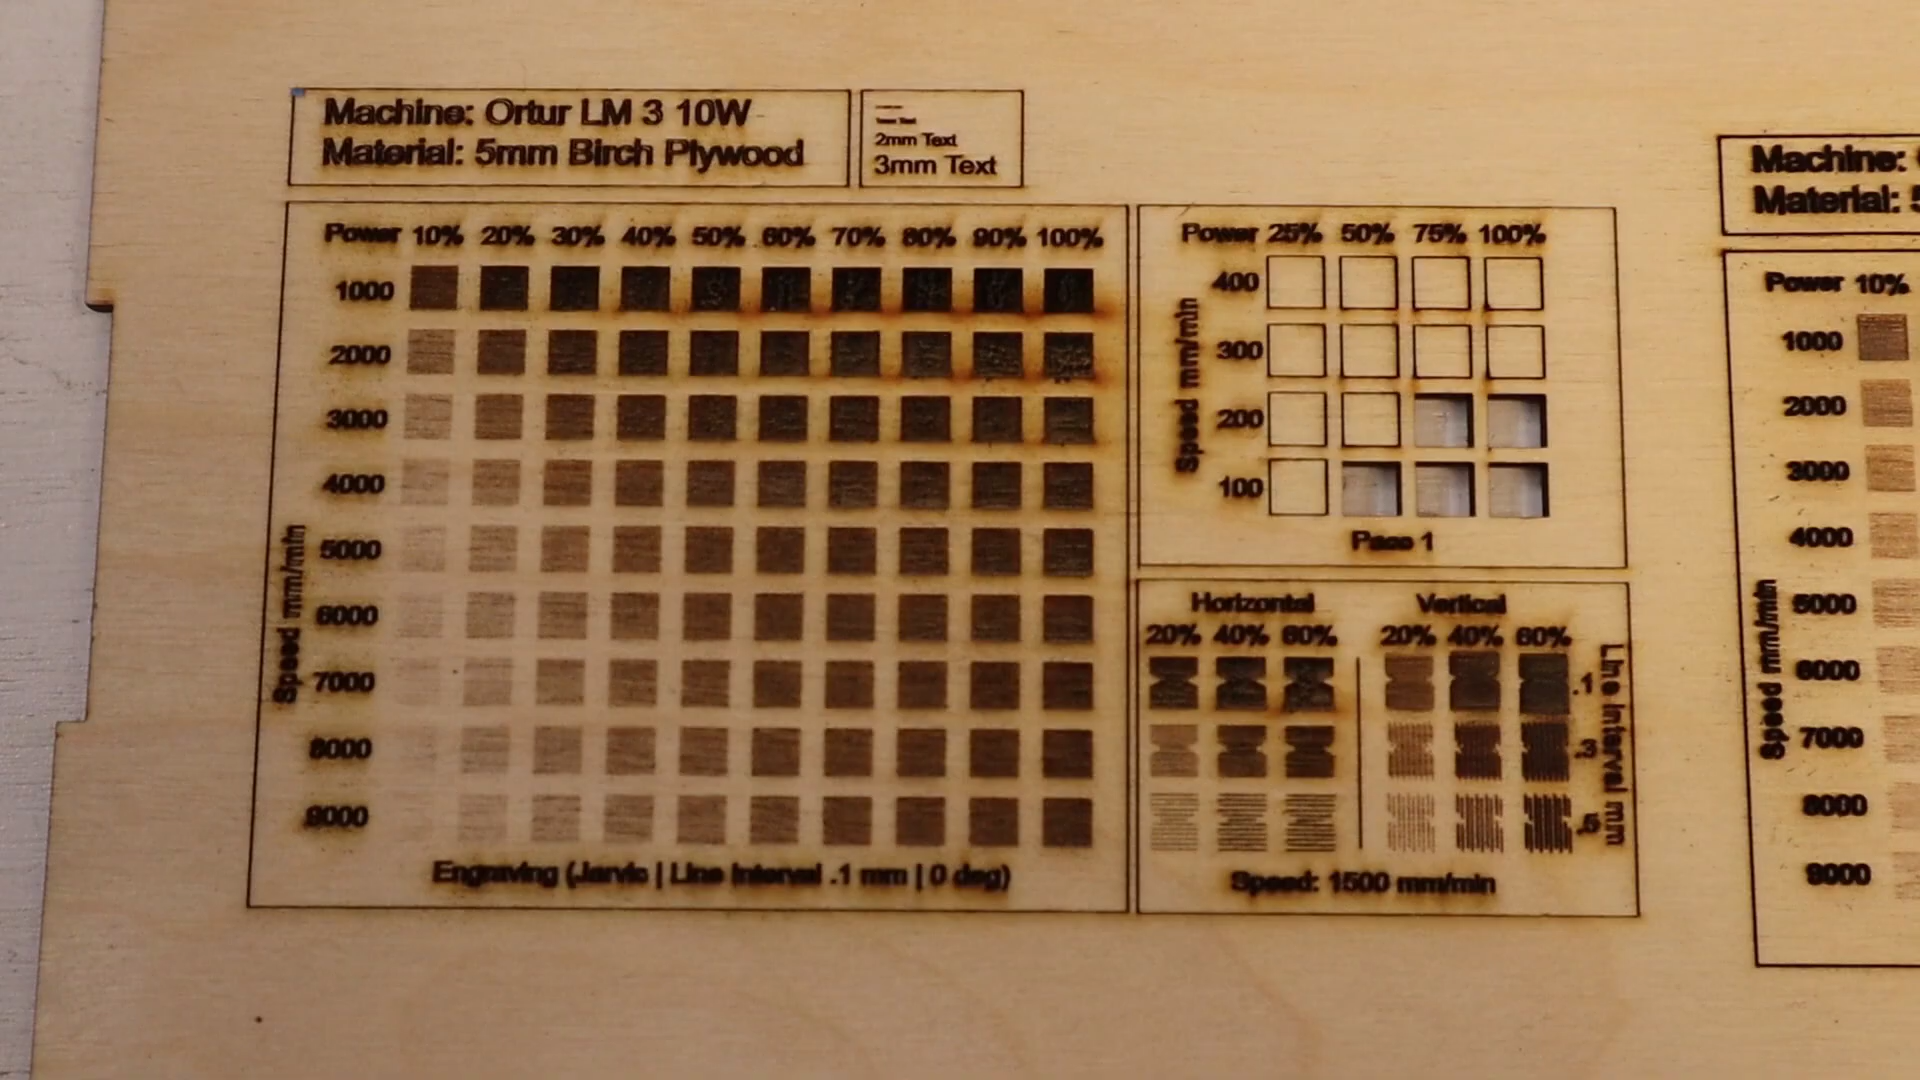 Machine: Ortur LM 3 10W
Material: 5mm Birch Plywood
2mm Text
3mm Text
Power 10% 20% 30% 40% 50% 60% 70% 80% 90% 100%
1000
2000
3000
4000
5000
6000
7000
8000
9000
Speed mm/min
Engraving (Jarvis | Line Interval .1 mm | 0 deg)
Power 25% 50% 75% 100%
400
300
200
100
Speed mm/min
Pass 1
Horizontal Vertical
20% 40% 60% 20% 40% 60%
.1
.3
.5
Line Interval mm
Speed: 1500 mm/min
Machine:
Material: 5
Power 10%
1000
2000
3000
4000
5000
6000
7000
8000
9000
Speed mm/min